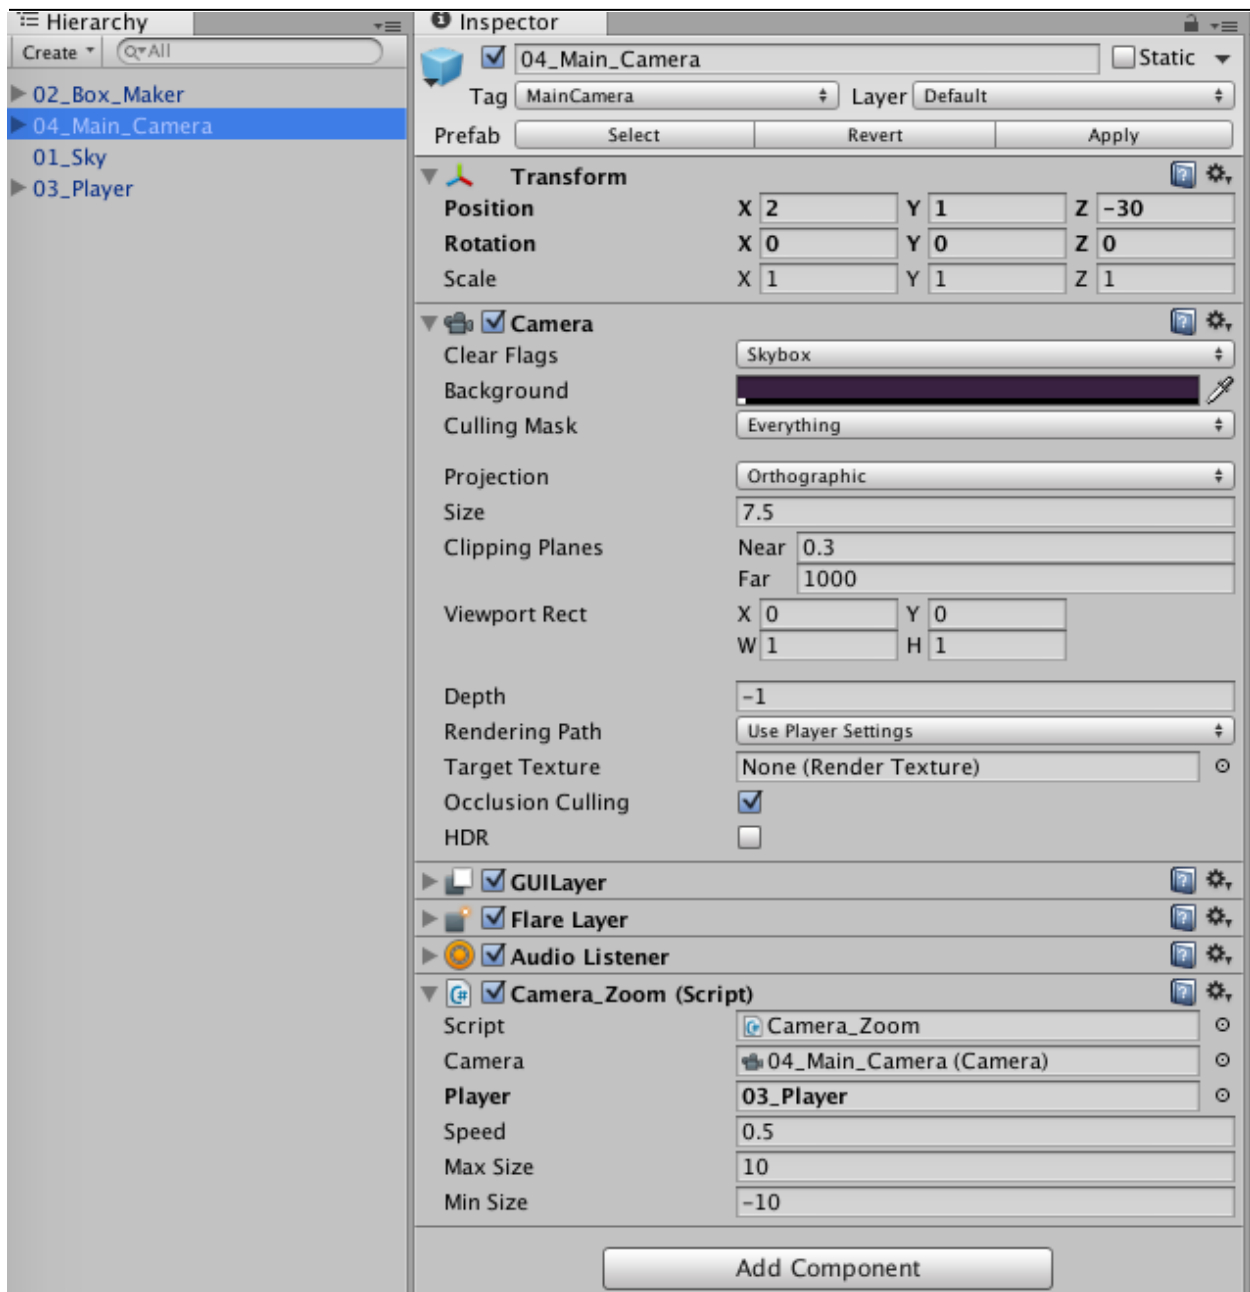 Hierarchy
Create
All
02_Box_Maker
04_Main_Camera
01_Sky
03_Player
Inspector
04_Main_Camera Static
Tag MainCamera Layer Default
Prefab Select Revert Apply
Transform
Position X 2 Y 1 Z -30
Rotation X 0 Y 0 Z 0
Scale X 1 Y 1 Z 1
Camera
Clear Flags Skybox
Background
Culling Mask Everything
Projection Orthographic
Size 7.5
Clipping Planes Near 0.3
Far 1000
Viewport Rect X 0 Y 0
W 1 H 1
Depth -1
Rendering Path Use Player Settings
Target Texture None (Render Texture)
Occlusion Culling
HDR
GUILayer
Flare Layer
Audio Listener
Camera_Zoom (Script)
Script Camera_Zoom
Camera 04_Main_Camera (Camera)
Player 03_Player
Speed 0.5
Max Size 10
Min Size -10
Add Component